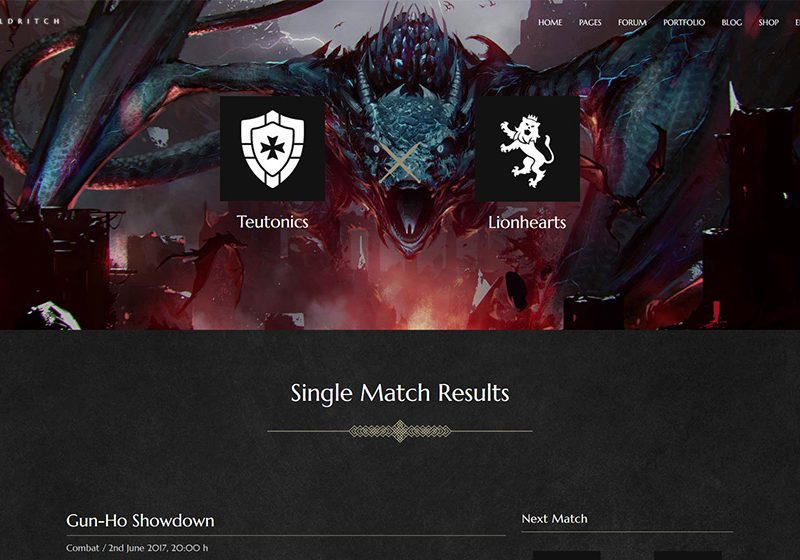 LDRITCH
HOME PAGES FORUM PORTFOLIO BLOG SHOP
Teutonics
Lionhearts
Single Match Results
Gun-Ho Showdown
Combat / 2nd June 2017, 20:00 h
Next Match